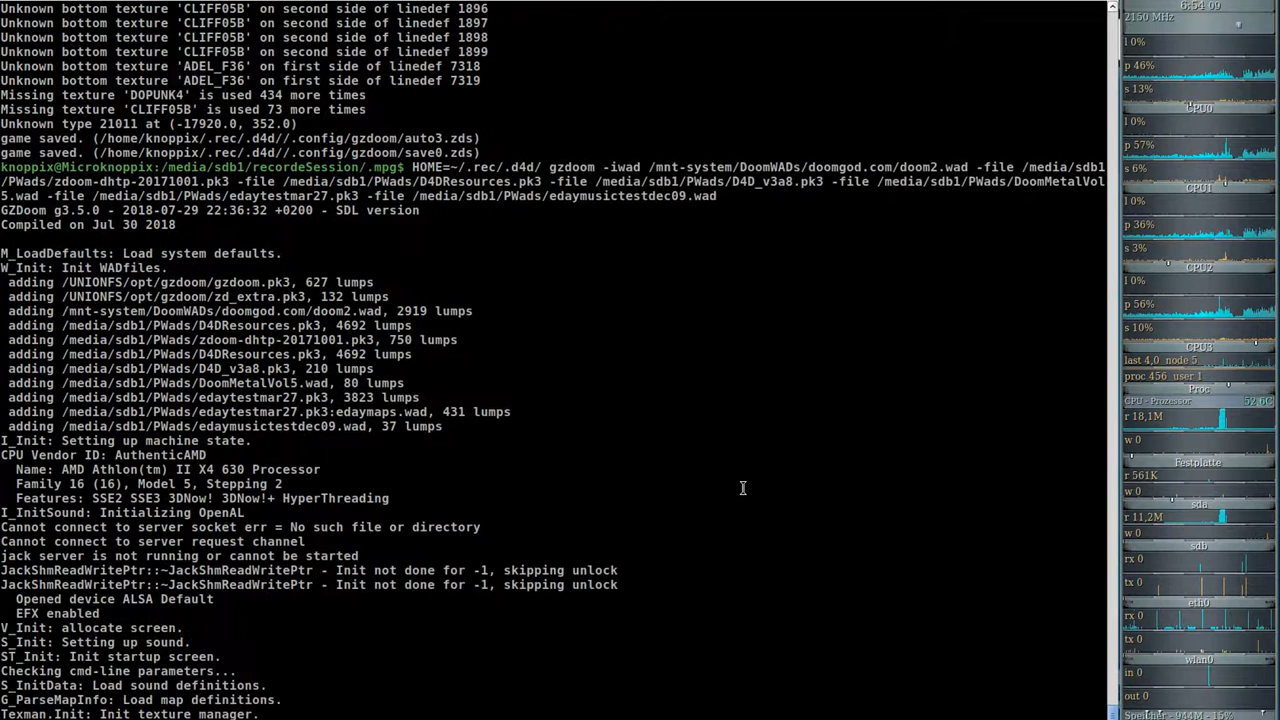 Unknown bottom texture 'CLIFF05B' on second side of linedef 1896
Unknown bottom texture 'CLIFF05B' on second side of linedef 1897
Unknown bottom texture 'CLIFF05B' on second side of linedef 1898
Unknown bottom texture 'CLIFF05B' on second side of linedef 1899
Unknown bottom texture 'ADEL_F36' on first side of linedef 7318
Unknown bottom texture 'ADEL_F36' on first side of linedef 7319
Missing texture 'DOPUNK4' is used 434 more times
Missing texture 'CLIFF05B' is used 73 more times
Unknown type 21011 at (-17920.0, 352.0)
game saved. (/home/knoppix/.rec/.d4d//.config/gzdoom/auto3.zds)
game saved. (/home/knoppix/.rec/.d4d//.config/gzdoom/save0.zds)
knoppix@Microknoppix:/media/sdb1/recordeSession/.mpg$ HOME=~/.rec/.d4d/ gzdoom -iwad /mnt-system/DoomWADs/doomgod.com/doom2.wad -file /media/sdb1
/PWads/zdoom-dhtp-20171001.pk3 -file /media/sdb1/PWads/D4DResources.pk3 -file /media/sdb1/PWads/D4D_v3a8.pk3 -file /media/sdb1/PWads/DoomMetalVol
5.wad -file /media/sdb1/PWads/edaytestmar27.pk3 -file /media/sdb1/PWads/edaymusictestdec09.wad
GZDoom g3.5.0 - 2018-07-29 22:36:32 +0200 - SDL version
Compiled on Jul 30 2018
M_LoadDefaults: Load system defaults.
W_Init: Init WADfiles.
adding /UNIONFS/opt/gzdoom/gzdoom.pk3, 627 lumps
adding /UNIONFS/opt/gzdoom/zd_extra.pk3, 132 lumps
adding /mnt-system/DoomWADs/doomgod.com/doom2.wad, 2919 lumps
adding /media/sdb1/PWads/D4DResources.pk3, 4692 lumps
adding /media/sdb1/PWads/zdoom-dhtp-20171001.pk3, 750 lumps
adding /media/sdb1/PWads/D4DResources.pk3, 4692 lumps
adding /media/sdb1/PWads/D4D_v3a8.pk3, 210 lumps
adding /media/sdb1/PWads/DoomMetalVol5.wad, 80 lumps
adding /media/sdb1/PWads/edaytestmar27.pk3, 3823 lumps
adding /media/sdb1/PWads/edaytestmar27.pk3:edaymaps.wad, 431 lumps
adding /media/sdb1/PWads/edaymusictestdec09.wad, 37 lumps
I_Init: Setting up machine state.
CPU Vendor ID: AuthenticAMD
Name: AMD Athlon(tm) II X4 630 Processor
Family 16 (16), Model 5, Stepping 2
Features: SSE2 SSE3 3DNow! 3DNow!+ HyperThreading
I_InitSound: Initializing OpenAL
Cannot connect to server socket err = No such file or directory
Cannot connect to server request channel
jack server is not running or cannot be started
JackShmReadWritePtr::~JackShmReadWritePtr - Init not done for -1, skipping unlock
JackShmReadWritePtr::~JackShmReadWritePtr - Init not done for -1, skipping unlock
Opened device ALSA Default
EFX enabled
V_Init: allocate screen.
S_Init: Setting up sound.
ST_Init: Init startup screen.
Checking cmd-line parameters...
S_InitData: Load sound definitions.
G_ParseMapInfo: Load map definitions.
Texman.Init: Init texture manager.
6:54 09
2150 MHz
l 0%
p 46%
s 13%
CPU0
l 0%
p 57%
s 6%
CPU1
l 0%
p 36%
s 3%
CPU2
l 0%
p 56%
s 10%
CPU3
last 4,0 node 5
proc 456 user 1
Proc
CPU - Prozessor 52,6C
r 18,1M
w 0
Festplatte
r 561K
w 0
sda
r 11,2M
w 0
sdb
rx 0
tx 0
eth0
rx 0
tx 0
wlan0
in 0
out 0
Speicher - 944M - 15%